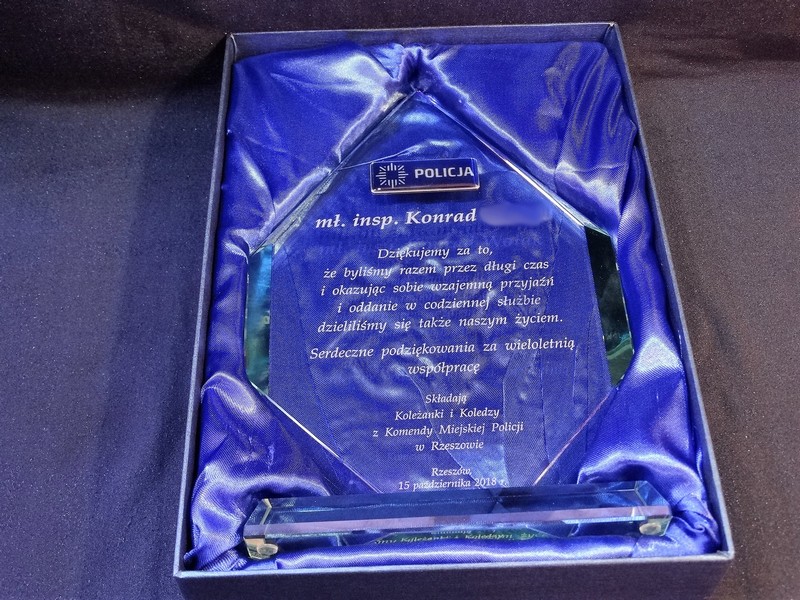 POLICJA
mł. insp. Konrad
Dziękujemy za to,
że byliśmy razem przez długi czas
i okazując sobie wzajemną przyjaźń
i oddanie w codziennej służbie
dzieliliśmy się także naszym życiem.
Serdeczne podziękowania za wieloletnią
współpracę
Składają
Koleżanki i Koledzy
z Komendy Miejskiej Policji
w Rzeszowie
Rzeszów,
15 października 2018 r.